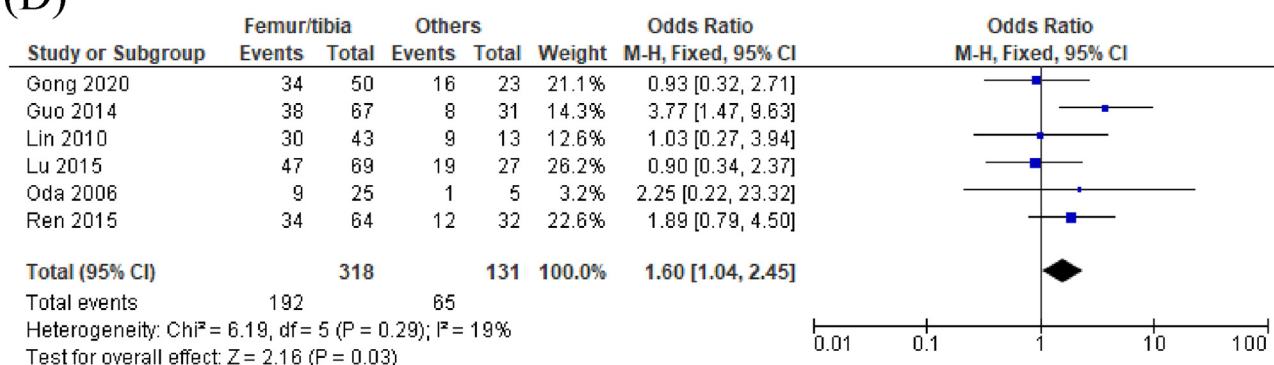 (D)
Femur/tibia Others Odds Ratio Odds Ratio
Study or Subgroup Events Total Events Total Weight M-H, Fixed, 95% CI M-H, Fixed, 95% CI
Gong 2020 34 50 16 23 21.1% 0.93 [0.32, 2.71]
Guo 2014 38 67 8 31 14.3% 3.77 [1.47, 9.63]
Lin 2010 30 43 9 13 12.6% 1.03 [0.27, 3.94]
Lu 2015 47 69 19 27 26.2% 0.90 [0.34, 2.37]
Oda 2006 9 25 1 5 3.2% 2.25 [0.22, 23.32]
Ren 2015 34 64 12 32 22.6% 1.89 [0.79, 4.50]
Total (95% CI) 318 131 100.0% 1.60 [1.04, 2.45]
Total events 192 65
Heterogeneity: Chi² = 6.19, df = 5 (P = 0.29); I² = 19%
Test for overall effect: Z = 2.16 (P = 0.03)
0.01 0.1 1 10 100